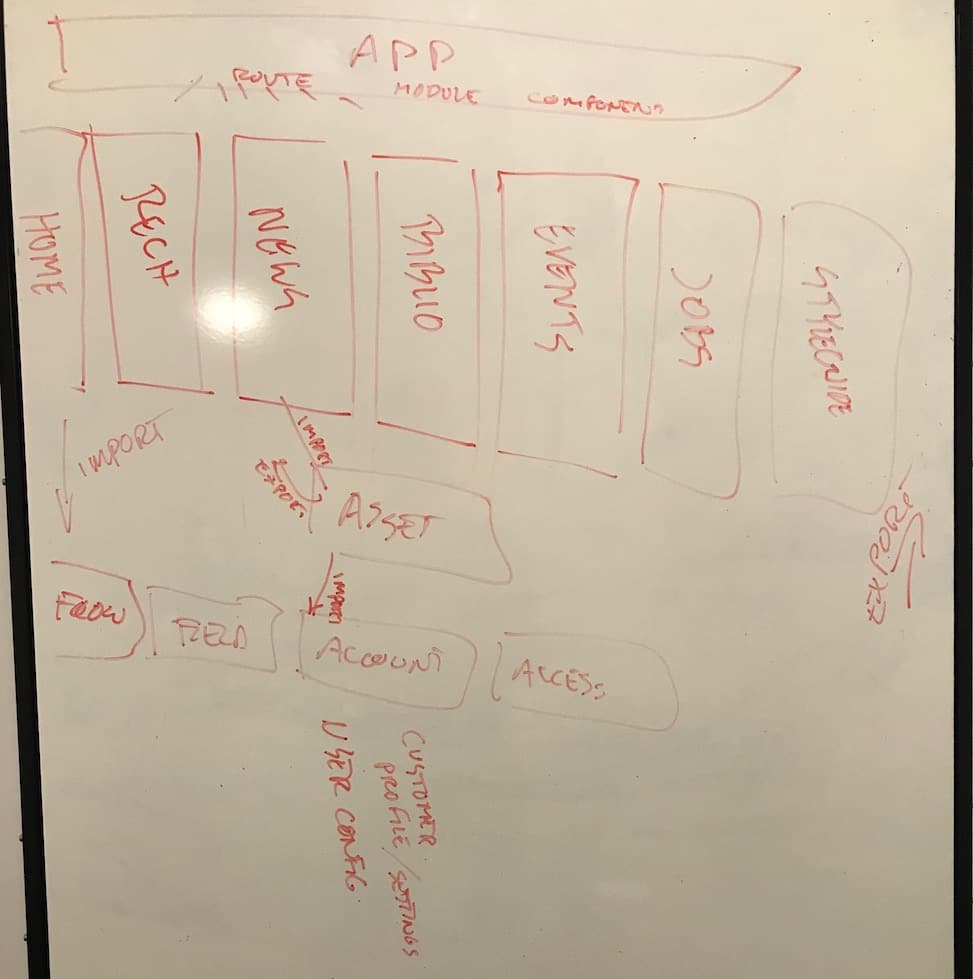 APP
ROUTE
MODULE
COMPONENT
HOME
TECH
NEWS
BIBLIO
EVENTS
JOBS
STYLEGUIDE
IMPORT
IMPORT
EXPORT
EXPORT
ASSET
IMPORT
FLOW
FIELD
ACCOUNT
ACCESS
USER CONFIG
CUSTOMER
PROFILE/SETTINGS